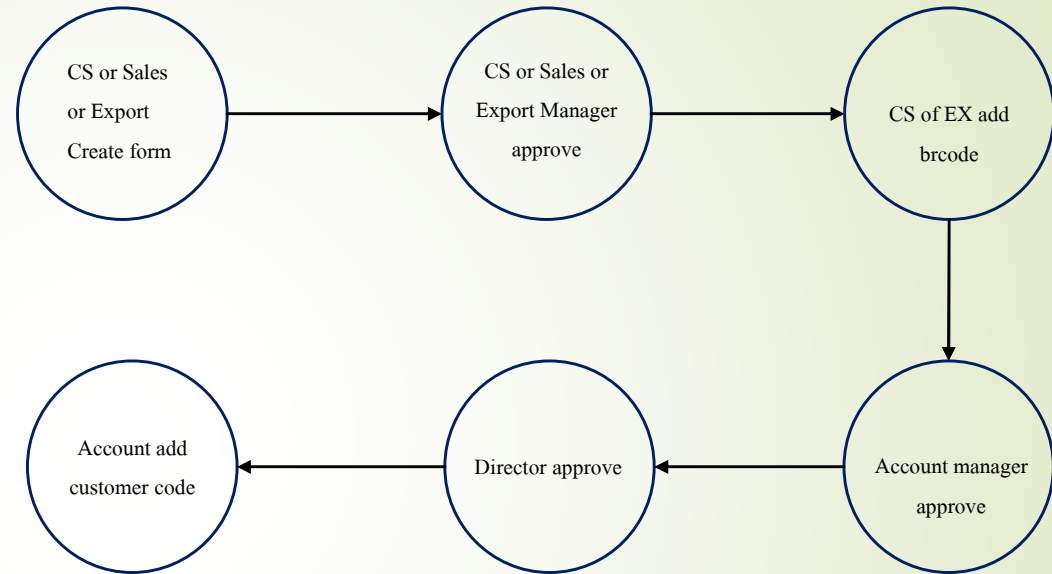 CS or Sales
or Export
Create form
CS or Sales or
Export Manager
approve
CS of EX add
brcode
Account manager
approve
Director approve
Account add
customer code